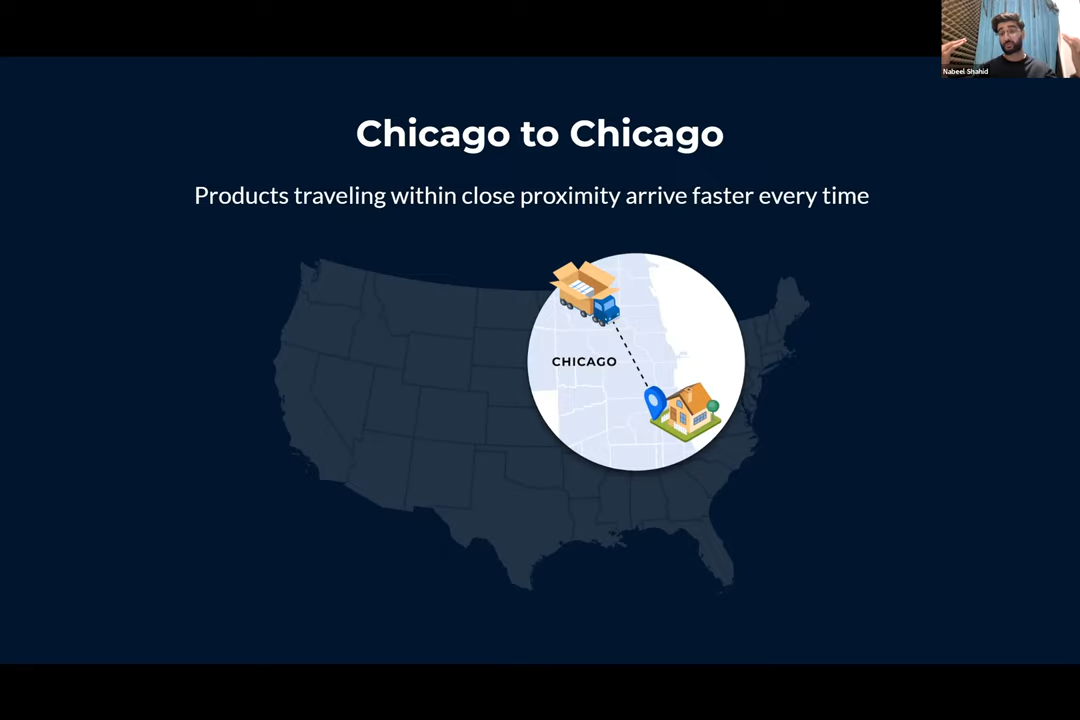 Nabeel Shahid
Chicago to Chicago
Products traveling within close proximity arrive faster every time
CHICAGO